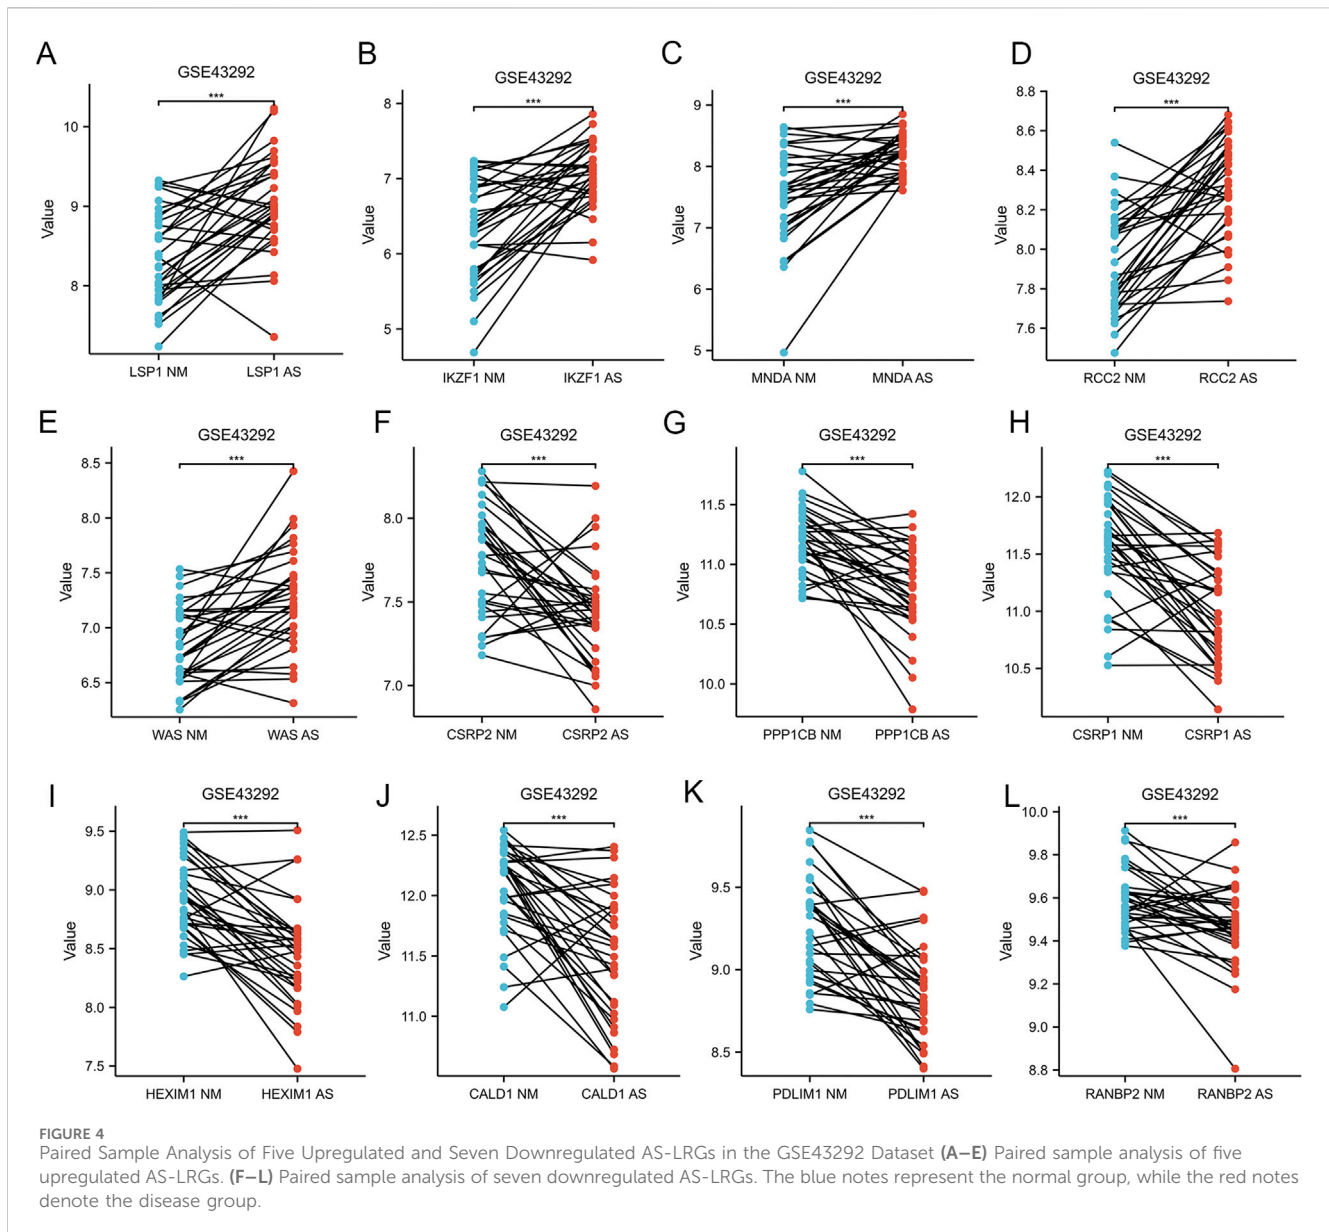 A
GSE43292
***
10
9
8
Value
LSP1 NM
LSP1 AS
B
GSE43292
***
8
7
6
5
Value
IKZF1 NM
IKZF1 AS
C
GSE43292
***
9
8
7
6
5
Value
MNDA NM
MNDA AS
D
GSE43292
***
8.8
8.6
8.4
8.2
8.0
7.8
7.6
Value
RCC2 NM
RCC2 AS
E
GSE43292
***
8.5
8.0
7.5
7.0
6.5
Value
WAS NM
WAS AS
F
GSE43292
***
8.0
7.5
7.0
Value
CSRP2 NM
CSRP2 AS
G
GSE43292
***
11.5
11.0
10.5
10.0
Value
PPP1CB NM
PPP1CB AS
H
GSE43292
***
12.0
11.5
11.0
10.5
Value
CSRP1 NM
CSRP1 AS
I
GSE43292
***
9.5
9.0
8.5
8.0
7.5
Value
HEXIM1 NM
HEXIM1 AS
J
GSE43292
***
12.5
12.0
11.5
11.0
Value
CALD1 NM
CALD1 AS
K
GSE43292
***
9.5
9.0
8.5
Value
PDLIM1 NM
PDLIM1 AS
L
GSE43292
***
10.0
9.8
9.6
9.4
9.2
9.0
8.8
Value
RANBP2 NM
RANBP2 AS
FIGURE 4
Paired Sample Analysis of Five Upregulated and Seven Downregulated AS-LRGs in the GSE43292 Dataset (A–E) Paired sample analysis of five
upregulated AS-LRGs. (F–L) Paired sample analysis of seven downregulated AS-LRGs. The blue notes represent the normal group, while the red notes
denote the disease group.